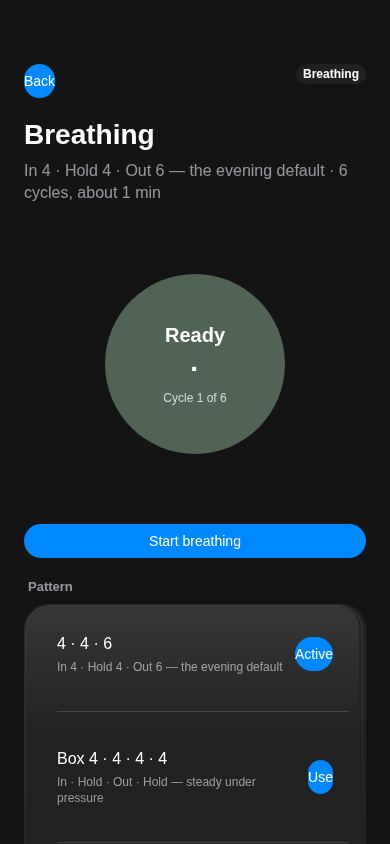 Back
Breathing
Breathing
In 4 · Hold 4 · Out 6 — the evening default · 6
cycles, about 1 min
Ready
·
Cycle 1 of 6
Start breathing
Pattern
4 · 4 · 6
In 4 · Hold 4 · Out 6 — the evening default
Active
Box 4 · 4 · 4 · 4
In · Hold · Out · Hold — steady under
pressure
Use